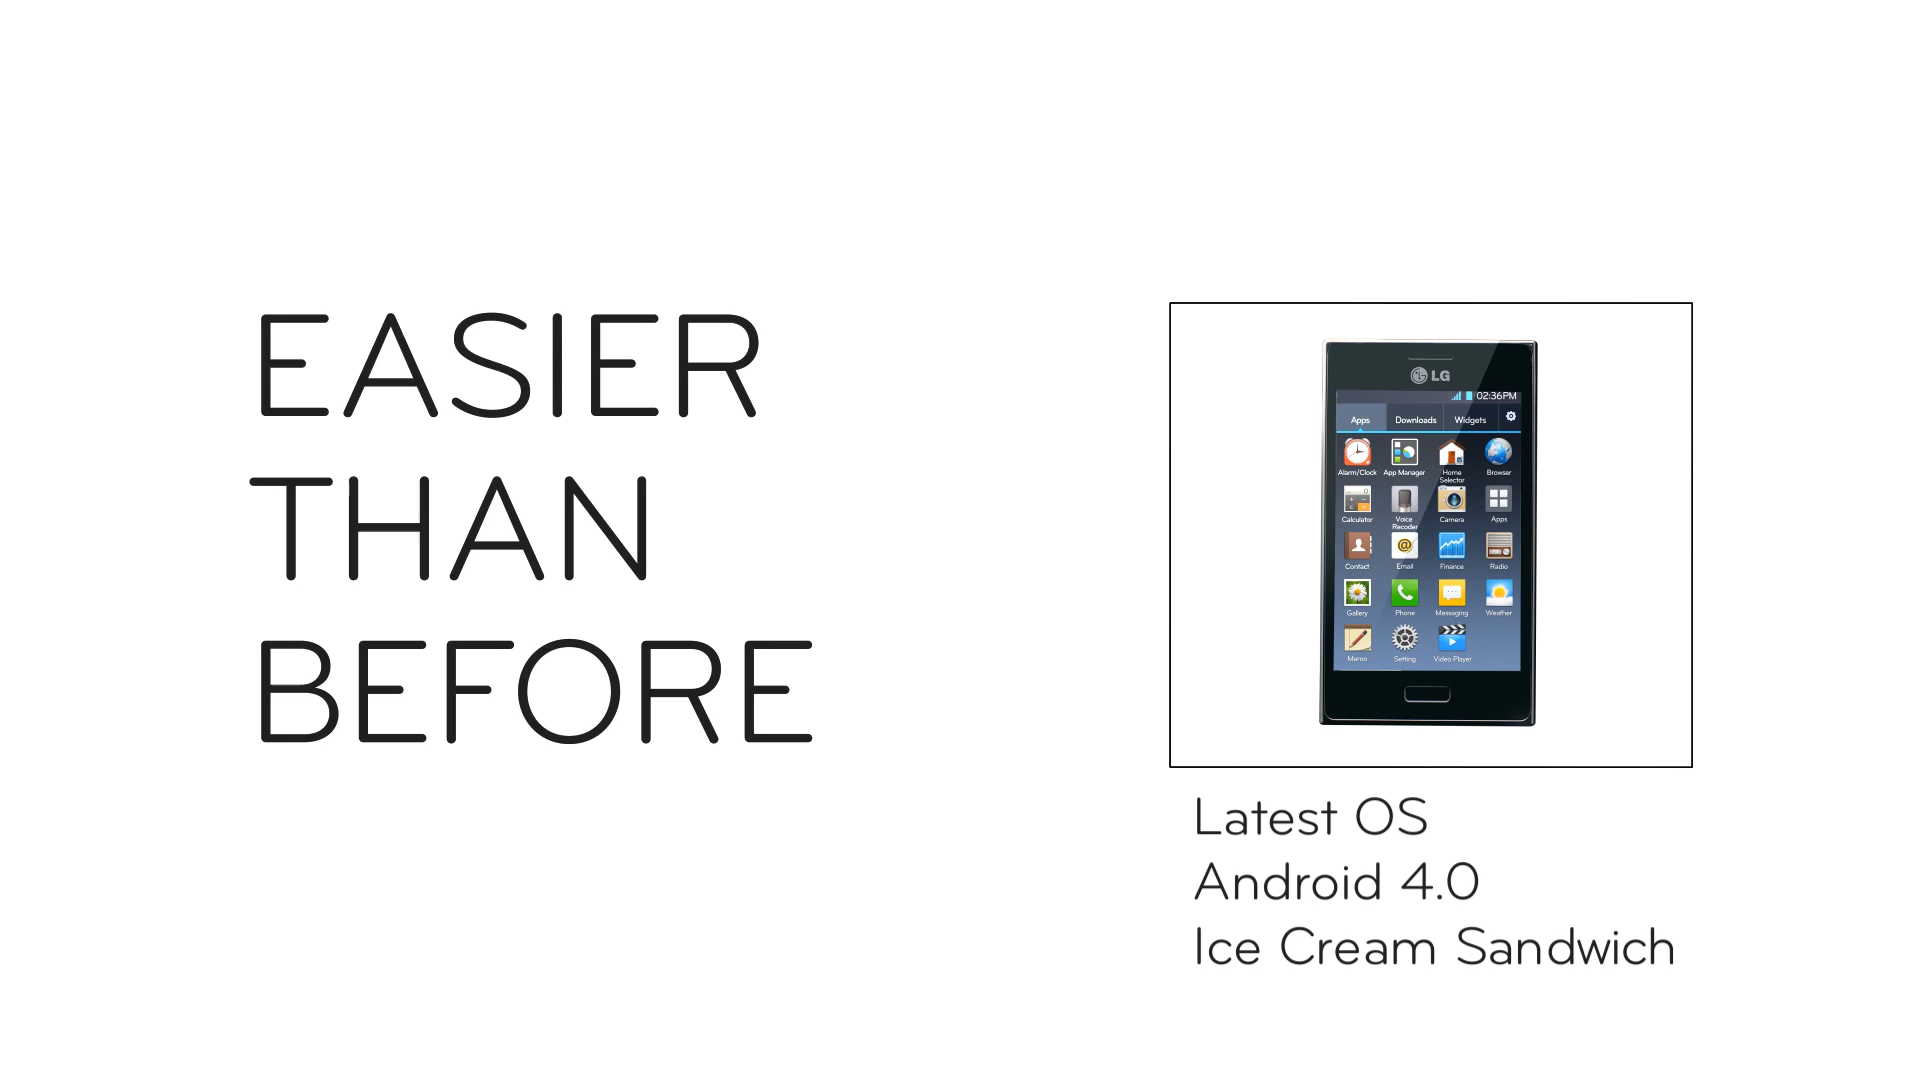 EASIER
THAN
BEFORE
LG
02:36PM
Apps Downloads Widgets
Alarm/Clock App Manager Home Selector Browser
Calculator Voice Recoder Camera Apps
Contact Email Finance Radio
Gallery Phone Messaging Weather
Memo Setting Video Player
Latest OS
Android 4.0
Ice Cream Sandwich